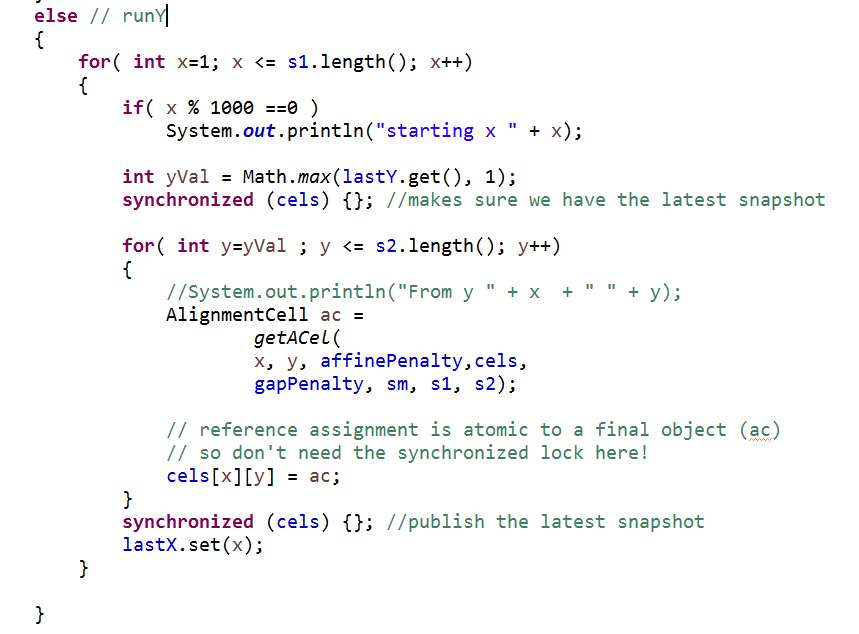 else // runY
{
for( int x=1; x <= s1.length(); x++)
{
if( x % 1000 ==0 )
System.out.println("starting x " + x);
int yVal = Math.max(lastY.get(), 1);
synchronized (cels) {}; //makes sure we have the latest snapshot
for( int y=yVal ; y <= s2.length(); y++)
{
//System.out.println("From y " + x  + " " + y);
AlignmentCell ac =
getACel(
x, y, affinePenalty,cels,
gapPenalty, sm, s1, s2);
// reference assignment is atomic to a final object (ac)
// so don't need the synchronized lock here!
cels[x][y] = ac;
}
synchronized (cels) {}; //publish the latest snapshot
lastX.set(x);
}
}